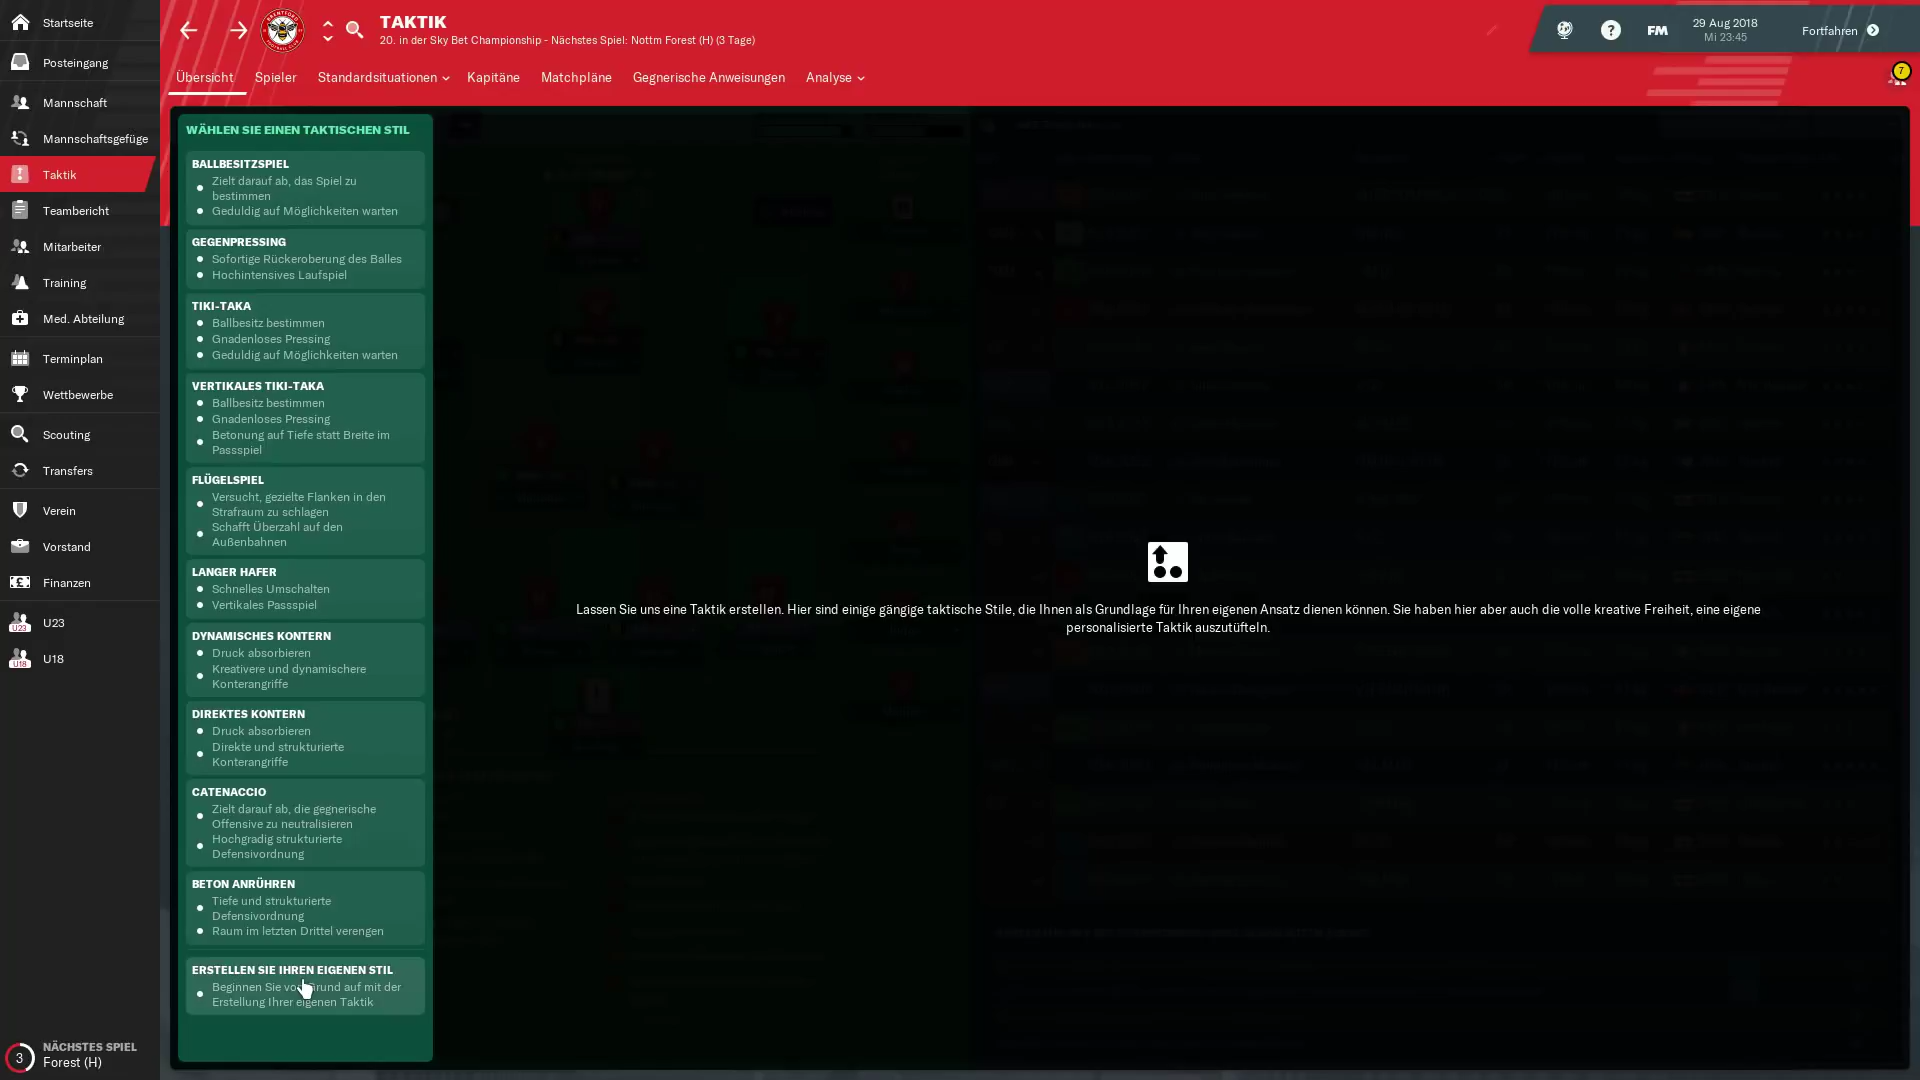 Startseite
Posteingang
Mannschaft
Mannschaftsgefüge
Taktik
Teambericht
Mitarbeiter
Training
Med. Abteilung
Terminplan
Wettbewerbe
Scouting
Transfers
Verein
Vorstand
Finanzen
U23
U23
U18
U18
3
NÄCHSTES SPIEL
Forest (H)
BRENTFORD
TAKTIK
20. in der Sky Bet Championship - Nächstes Spiel: Nottm Forest (H) (3 Tage)
?
FM
29 Aug 2018
Mi 23:45
Fortfahren
7
Übersicht
Spieler
Standardsituationen
Kapitäne
Matchpläne
Gegnerische Anweisungen
Analyse
WÄHLEN SIE EINEN TAKTISCHEN STIL
BALLBESITZSPIEL
Zielt darauf ab, das Spiel zu
bestimmen
Geduldig auf Möglichkeiten warten
GEGENPRESSING
Sofortige Rückeroberung des Balles
Hochintensives Laufspiel
TIKI-TAKA
Ballbesitz bestimmen
Gnadenloses Pressing
Geduldig auf Möglichkeiten warten
VERTIKALES TIKI-TAKA
Ballbesitz bestimmen
Gnadenloses Pressing
Betonung auf Tiefe statt Breite im
Passspiel
FLÜGELSPIEL
Versucht, gezielte Flanken in den
Strafraum zu schlagen
Schafft Überzahl auf den
Außenbahnen
LANGER HAFER
Schnelles Umschalten
Vertikales Passspiel
DYNAMISCHES KONTERN
Druck absorbieren
Kreativere und dynamischere
Konterangriffe
DIREKTES KONTERN
Druck absorbieren
Direkte und strukturierte
Konterangriffe
CATENACCIO
Zielt darauf ab, die gegnerische
Offensive zu neutralisieren
Hochgradig strukturierte
Defensivordnung
BETON ANRÜHREN
Tiefe und strukturierte
Defensivordnung
Raum im letzten Drittel verengen
ERSTELLEN SIE IHREN EIGENEN STIL
Beginnen Sie von Grund auf mit der
Erstellung Ihrer eigenen Taktik
Lassen Sie uns eine Taktik erstellen. Hier sind einige gängige taktische Stile, die Ihnen als Grundlage für Ihren eigenen Ansatz dienen können. Sie haben hier aber auch die volle kreative Freiheit, eine eigene
personalisierte Taktik auszutüfteln.